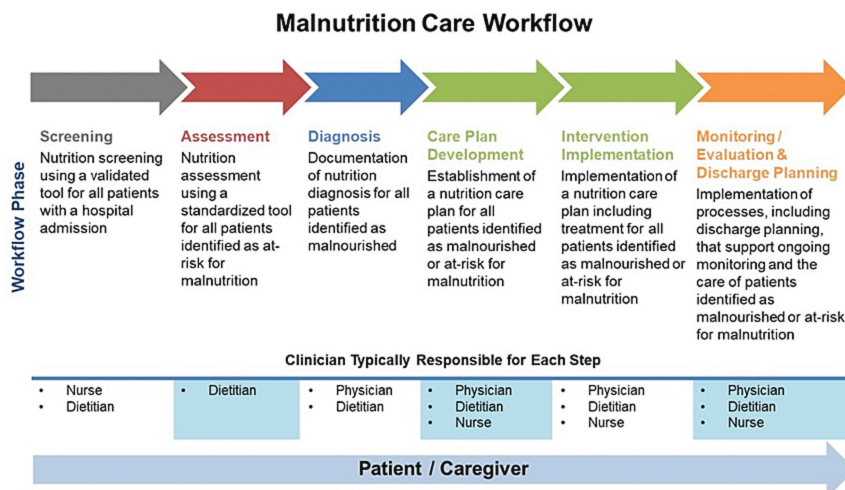 Malnutrition Care Workflow
Workflow Phase
Screening
Nutrition screening
using a validated
tool for all patients
with a hospital
admission
Assessment
Nutrition
assessment
using a
standardized tool
for all patients
identified as at-
risk for
malnutrition
Diagnosis
Documentation
of nutrition
diagnosis for all
patients
identified as
malnourished
Care Plan
Development
Establishment of
a nutrition care
plan for all
patients identified
as malnourished
or at-risk for
malnutrition
Intervention
Implementation
Implementation of
a nutrition care
plan including
treatment for all
patients identified
as malnourished or
at-risk for
malnutrition
Monitoring /
Evaluation &
Discharge Planning
Implementation of
processes, including
discharge planning,
that support ongoing
monitoring and the
care of patients
identified as
malnourished or at-risk
for malnutrition
Clinician Typically Responsible for Each Step
• Nurse
• Dietitian
• Dietitian
• Physician
• Dietitian
• Physician
• Dietitian
• Nurse
• Physician
• Dietitian
• Nurse
• Physician
• Dietitian
• Nurse
Patient / Caregiver